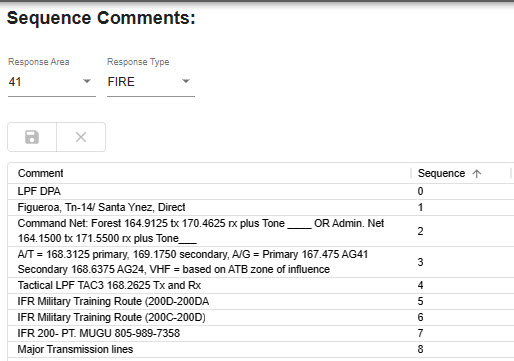 Sequence Comments:
Response Area
Response Type
41
FIRE
Comment
Sequence
LPF DPA
0
Figueroa, Tn-14/ Santa Ynez, Direct
1
Command Net: Forest 164.9125 tx 170.4625 rx plus Tone ____ OR Admin. Net
164.1500 tx 171.5500 rx plus Tone___
2
A/T = 168.3125 primary, 169.1750 secondary, A/G = Primary 167.475 AG41
Secondary 168.6375 AG24, VHF = based on ATB zone of influence
3
Tactical LPF TAC3 168.2625 Tx and Rx
4
IFR Military Training Route (200D-200DA
5
IFR Military Training Route (200C-200D)
6
IFR 200- PT. MUGU 805-989-7358
7
Major Transmission lines
8